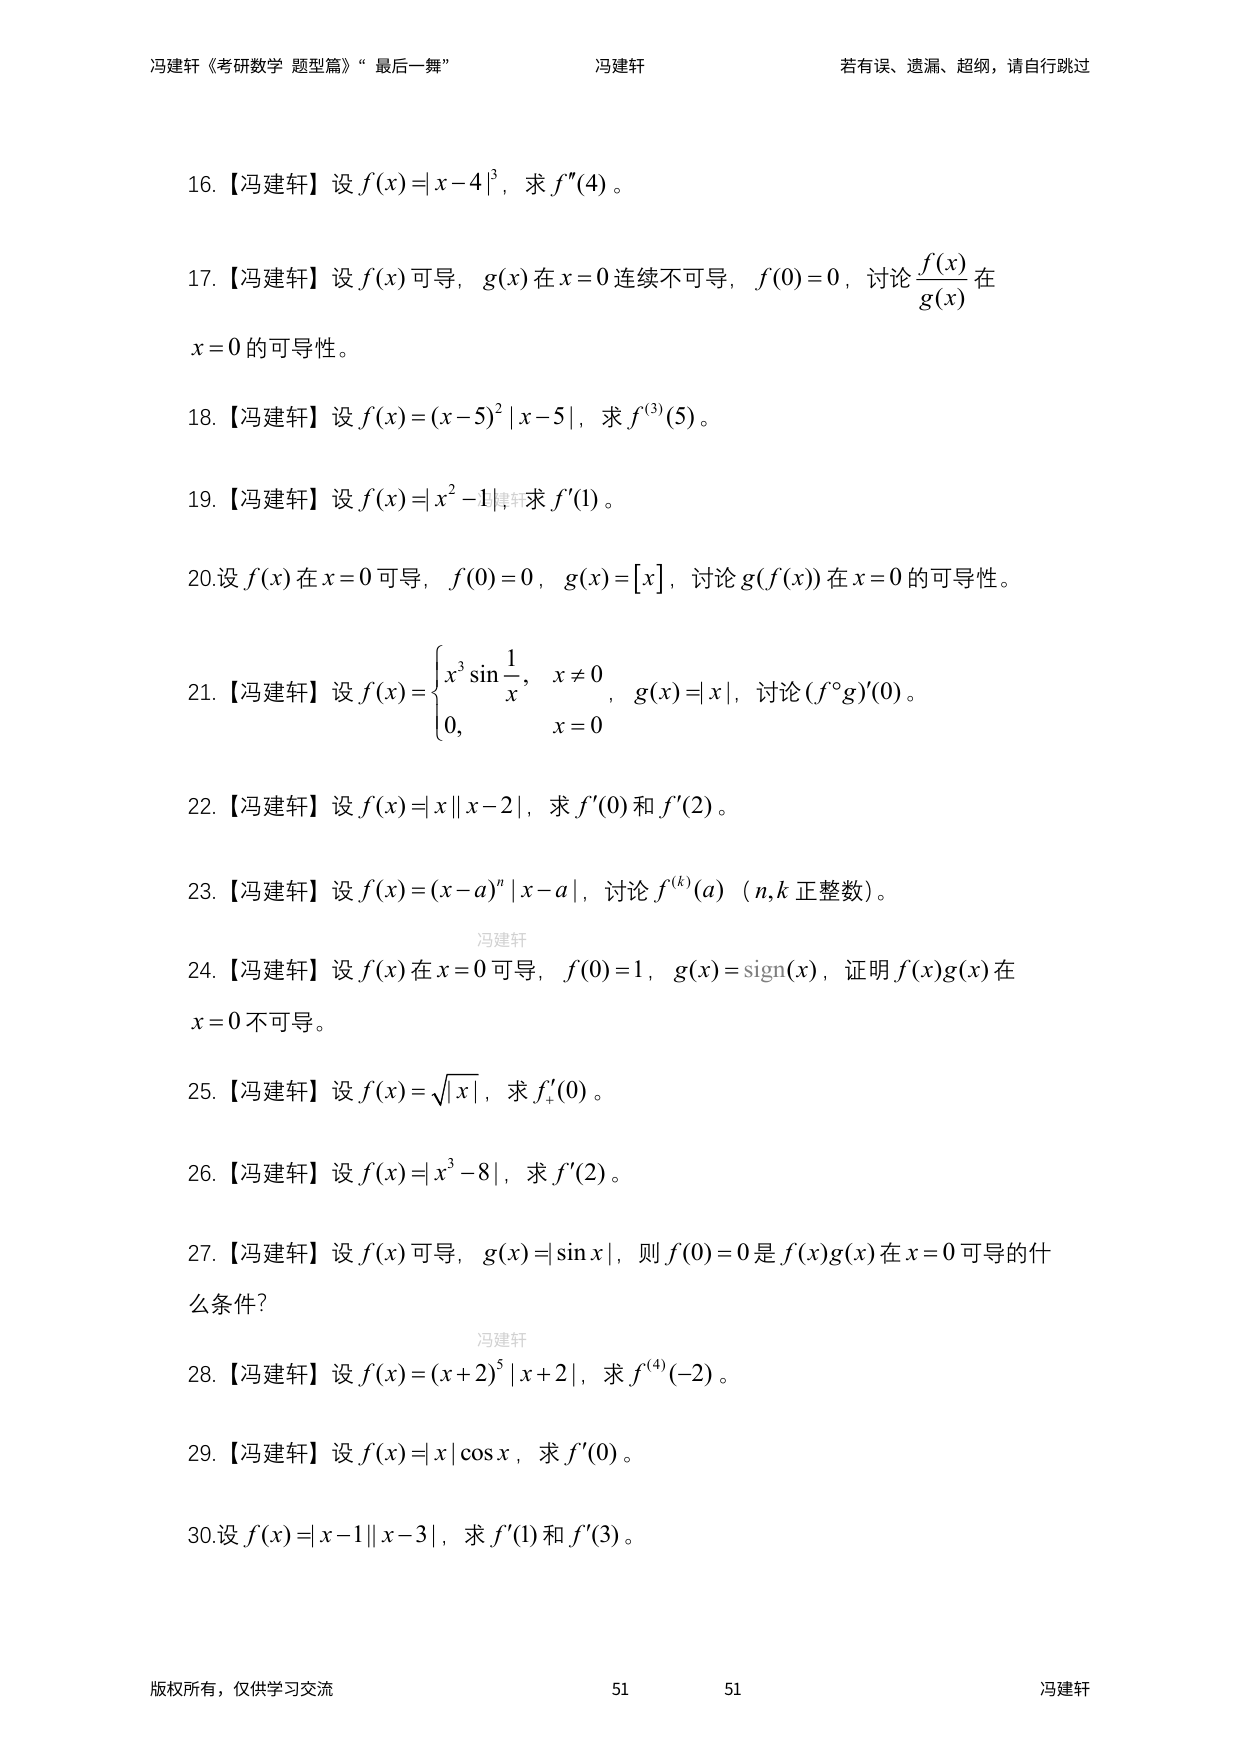 冯建轩《考研数学 题型篇》“ 最后一舞” 冯建轩 若有误、遗漏、超纲，请自行跳过
16.【冯建轩】设 f(x)=|x−4|³，求 f″(4) 。
17.【冯建轩】设 f(x) 可导， g(x) 在 x=0 连续不可导， f(0)=0，讨论 f(x)/g(x) 在
x=0 的可导性。
18.【冯建轩】设 f(x)=(x−5)²|x−5|，求 f⁽³⁾(5) 。
19.【冯建轩】设 f(x)=|x²−1|，求 f′(1) 。
冯建轩
20.设 f(x) 在 x=0 可导， f(0)=0， g(x)=[x]，讨论 g(f(x)) 在 x=0 的可导性。
21.【冯建轩】设 f(x)={x³ sin 1/x, x≠0
0, x=0 ， g(x)=|x|，讨论 (f°g)′(0) 。
22.【冯建轩】设 f(x)=|x||x−2|，求 f′(0) 和 f′(2) 。
23.【冯建轩】设 f(x)=(x−a)ⁿ|x−a|，讨论 f⁽ᵏ⁾(a) （n,k 正整数）。
冯建轩
24.【冯建轩】设 f(x) 在 x=0 可导， f(0)=1， g(x)=sign(x)，证明 f(x)g(x) 在
x=0 不可导。
25.【冯建轩】设 f(x)=√|x|，求 f₊′(0) 。
26.【冯建轩】设 f(x)=|x³−8|，求 f′(2) 。
27.【冯建轩】设 f(x) 可导， g(x)=|sin x|，则 f(0)=0 是 f(x)g(x) 在 x=0 可导的什
么条件？
冯建轩
28.【冯建轩】设 f(x)=(x+2)⁵|x+2|，求 f⁽⁴⁾(−2) 。
29.【冯建轩】设 f(x)=|x|cos x ，求 f′(0) 。
30.设 f(x)=|x−1||x−3|，求 f′(1) 和 f′(3) 。
版权所有，仅供学习交流 51 51 冯建轩